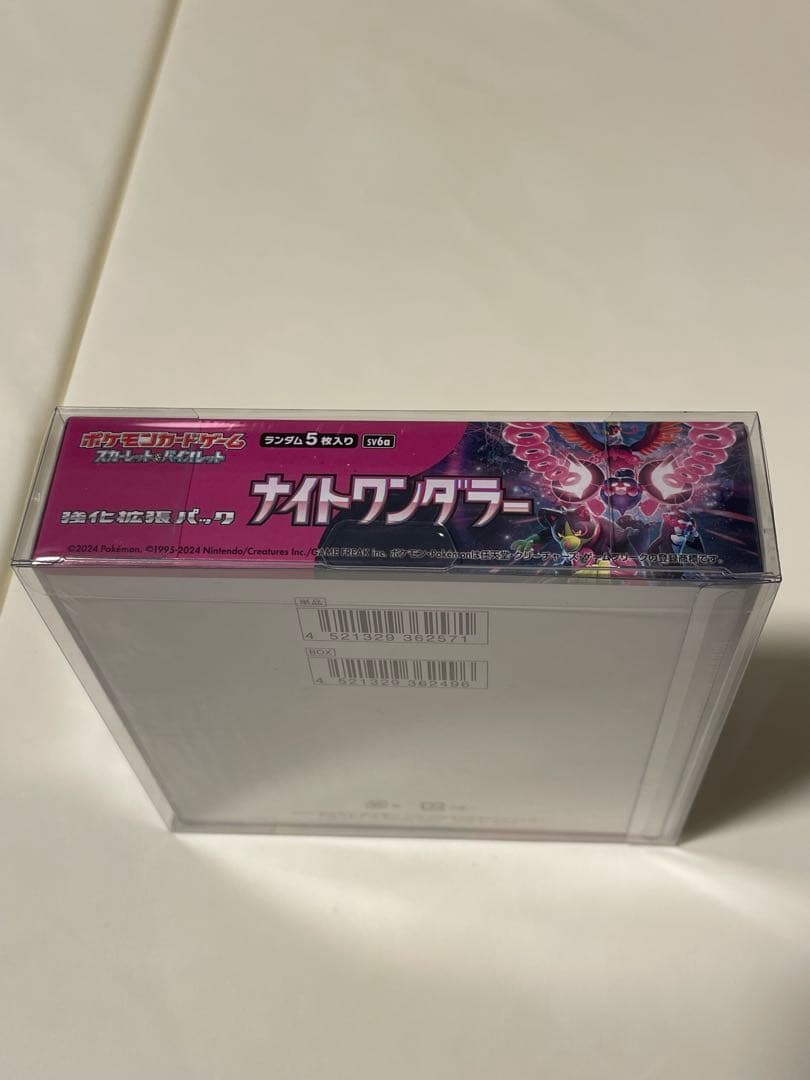 ポケモンカードゲーム
スカーレット&バイオレット
ランダム5枚入り
sv6a
強化拡張パック
ナイトワンダラー
©2024 Pokémon. ©1995-2024 Nintendo/Creatures Inc./GAME FREAK inc. ポケモン・Pokémonは任天堂・クリーチャーズ・ゲームフリークの登録商標です。
単品
4 521329 362571
BOX
4 521329 362496